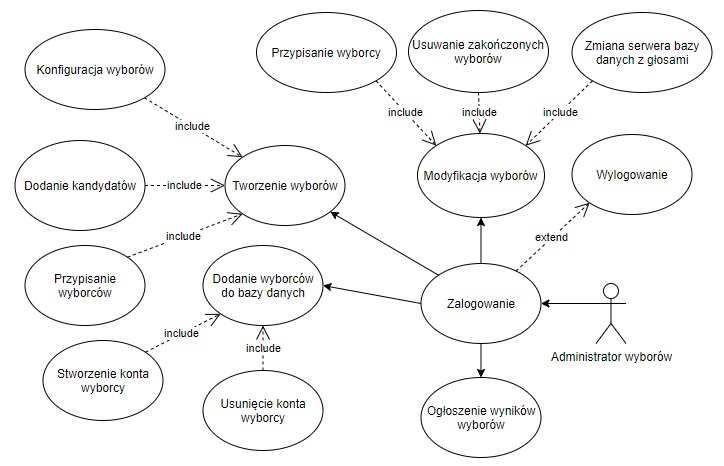 Konfiguracja wyborów
Przypisanie wyborcy
Usuwanie zakończonych
wyborów
Zmiana serwera bazy
danych z głosami
include
include
include
include
Dodanie kandydatów
include
Tworzenie wyborów
Modyfikacja wyborów
Wylogowanie
include
extend
Przypisanie
wyborców
Dodanie wyborców
do bazy danych
Zalogowanie
include
include
Administrator wyborów
Stworzenie konta
wyborcy
Usunięcie konta
wyborcy
Ogłoszenie wyników
wyborów